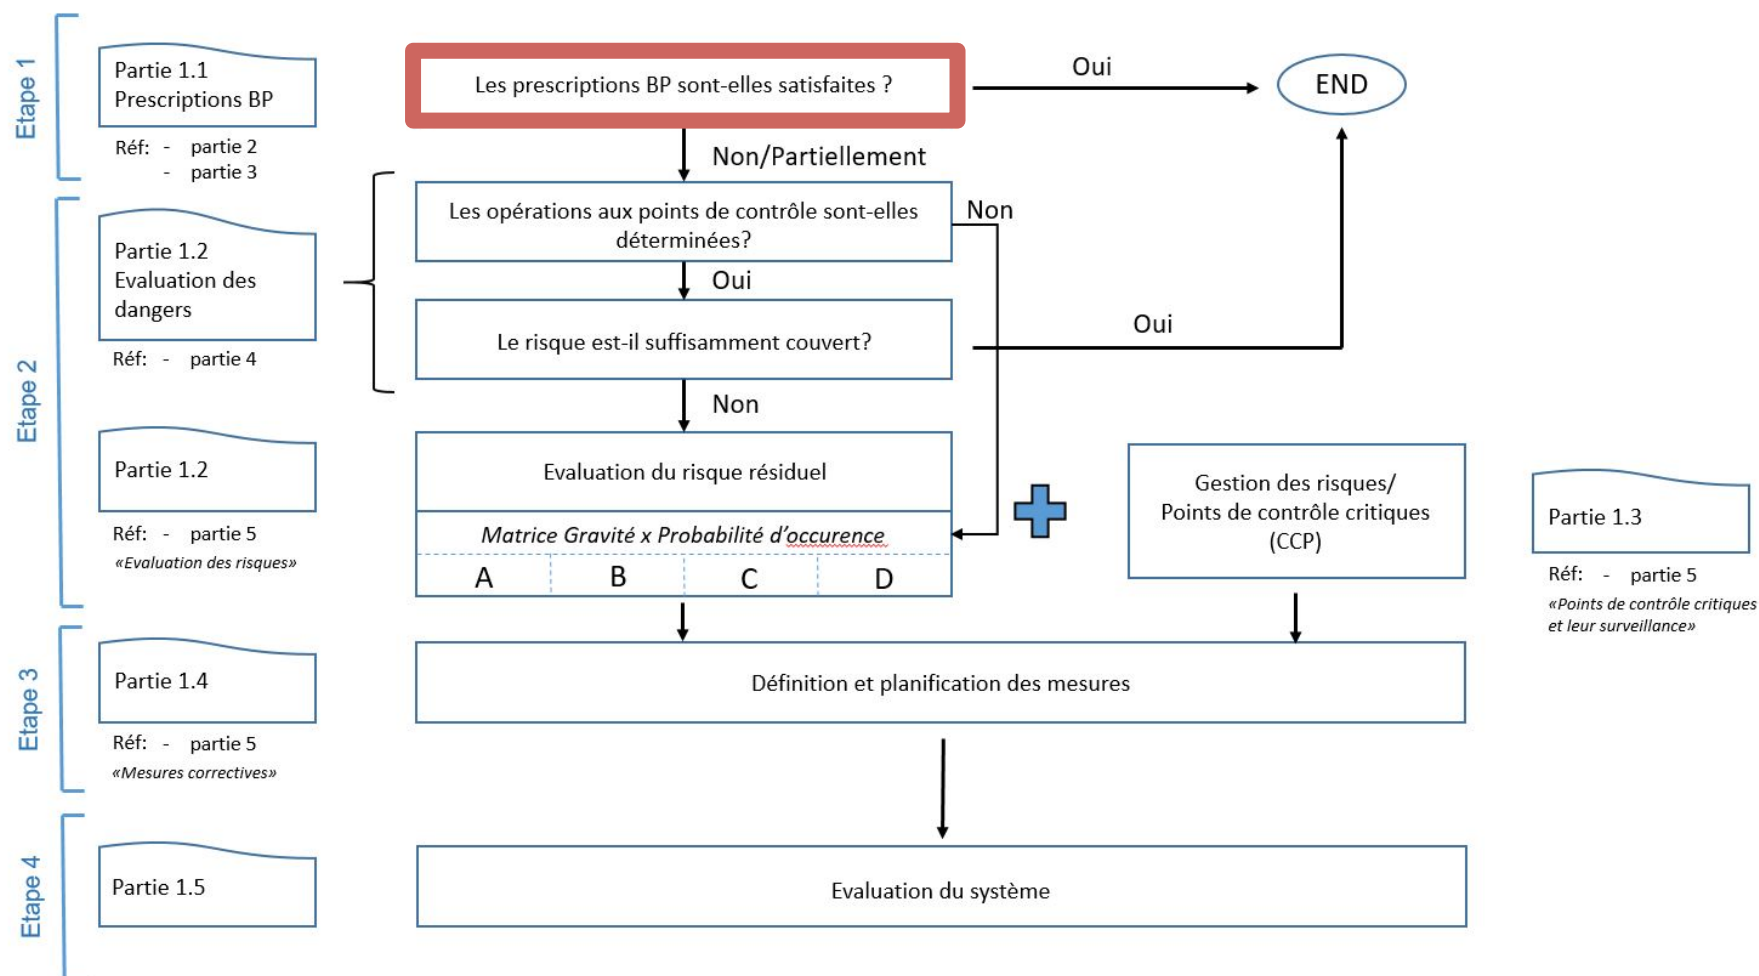 Etape 1
Partie 1.1
Prescriptions BP
Réf: - partie 2
- partie 3
Les prescriptions BP sont-elles satisfaites ?
Oui
END
Non/Partiellement
Etape 2
Partie 1.2
Evaluation des
dangers
Réf: - partie 4
Les opérations aux points de contrôle sont-elles
déterminées?
Non
Oui
Le risque est-il suffisamment couvert?
Oui
Non
Partie 1.2
Réf: - partie 5
«Evaluation des risques»
Evaluation du risque résiduel
Matrice Gravité x Probabilité d'occurence
A B C D
Gestion des risques/
Points de contrôle critiques
(CCP)
Partie 1.3
Réf: - partie 5
«Points de contrôle critiques
et leur surveillance»
Etape 3
Partie 1.4
Réf: - partie 5
«Mesures correctives»
Définition et planification des mesures
Etape 4
Partie 1.5
Evaluation du système